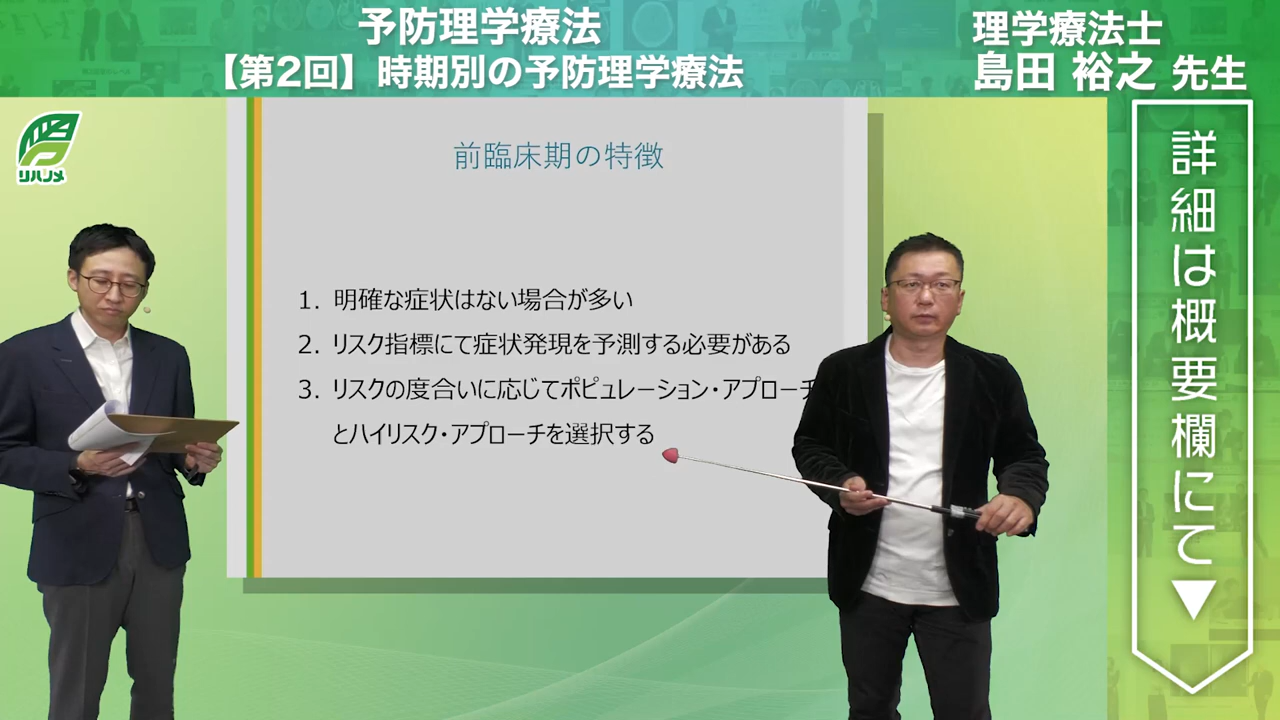 予防理学療法
【第2回】時期別の予防理学療法
理学療法士
島田 裕之 先生
リハノメ
前臨床期の特徴
1. 明確な症状はない場合が多い
2. リスク指標にて症状発現を予測する必要がある
3. リスクの度合いに応じてポピュレーション・アプローチ
とハイリスク・アプローチを選択する
詳細は概要欄にて▼